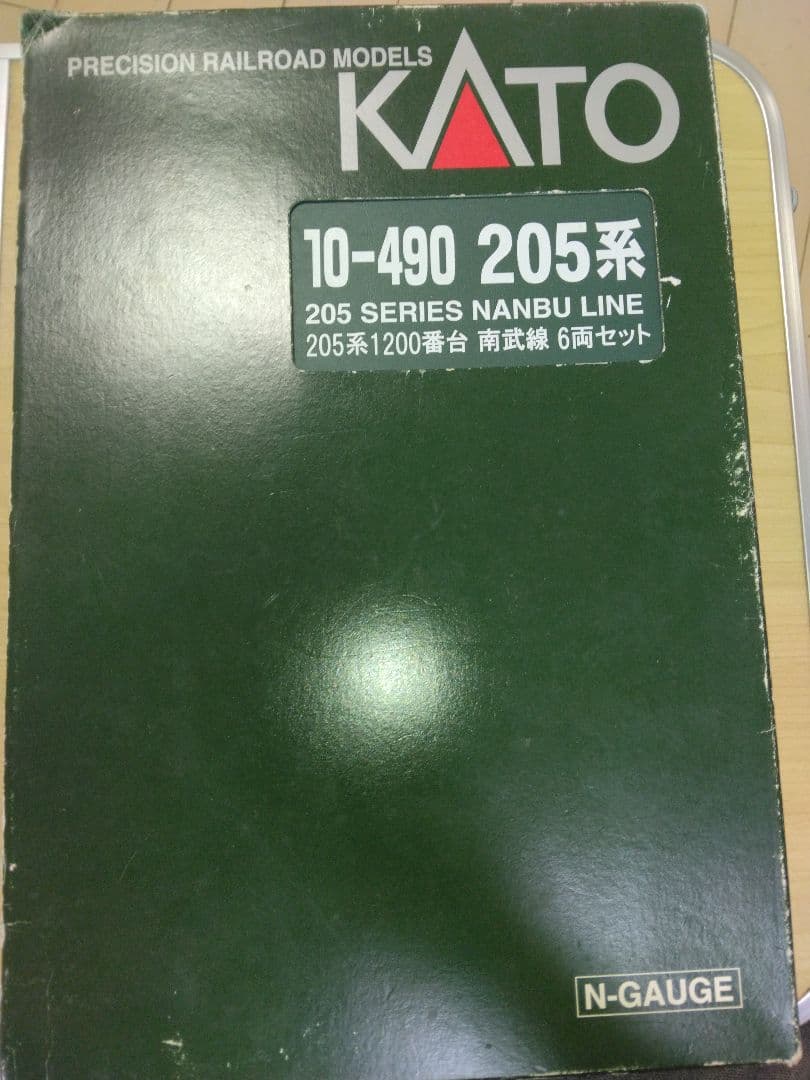 PRECISION RAILROAD MODELS
KATO
10-490 205系
205 SERIES NANBU LINE
205系1200番台 南武線 6両セット
N-GAUGE